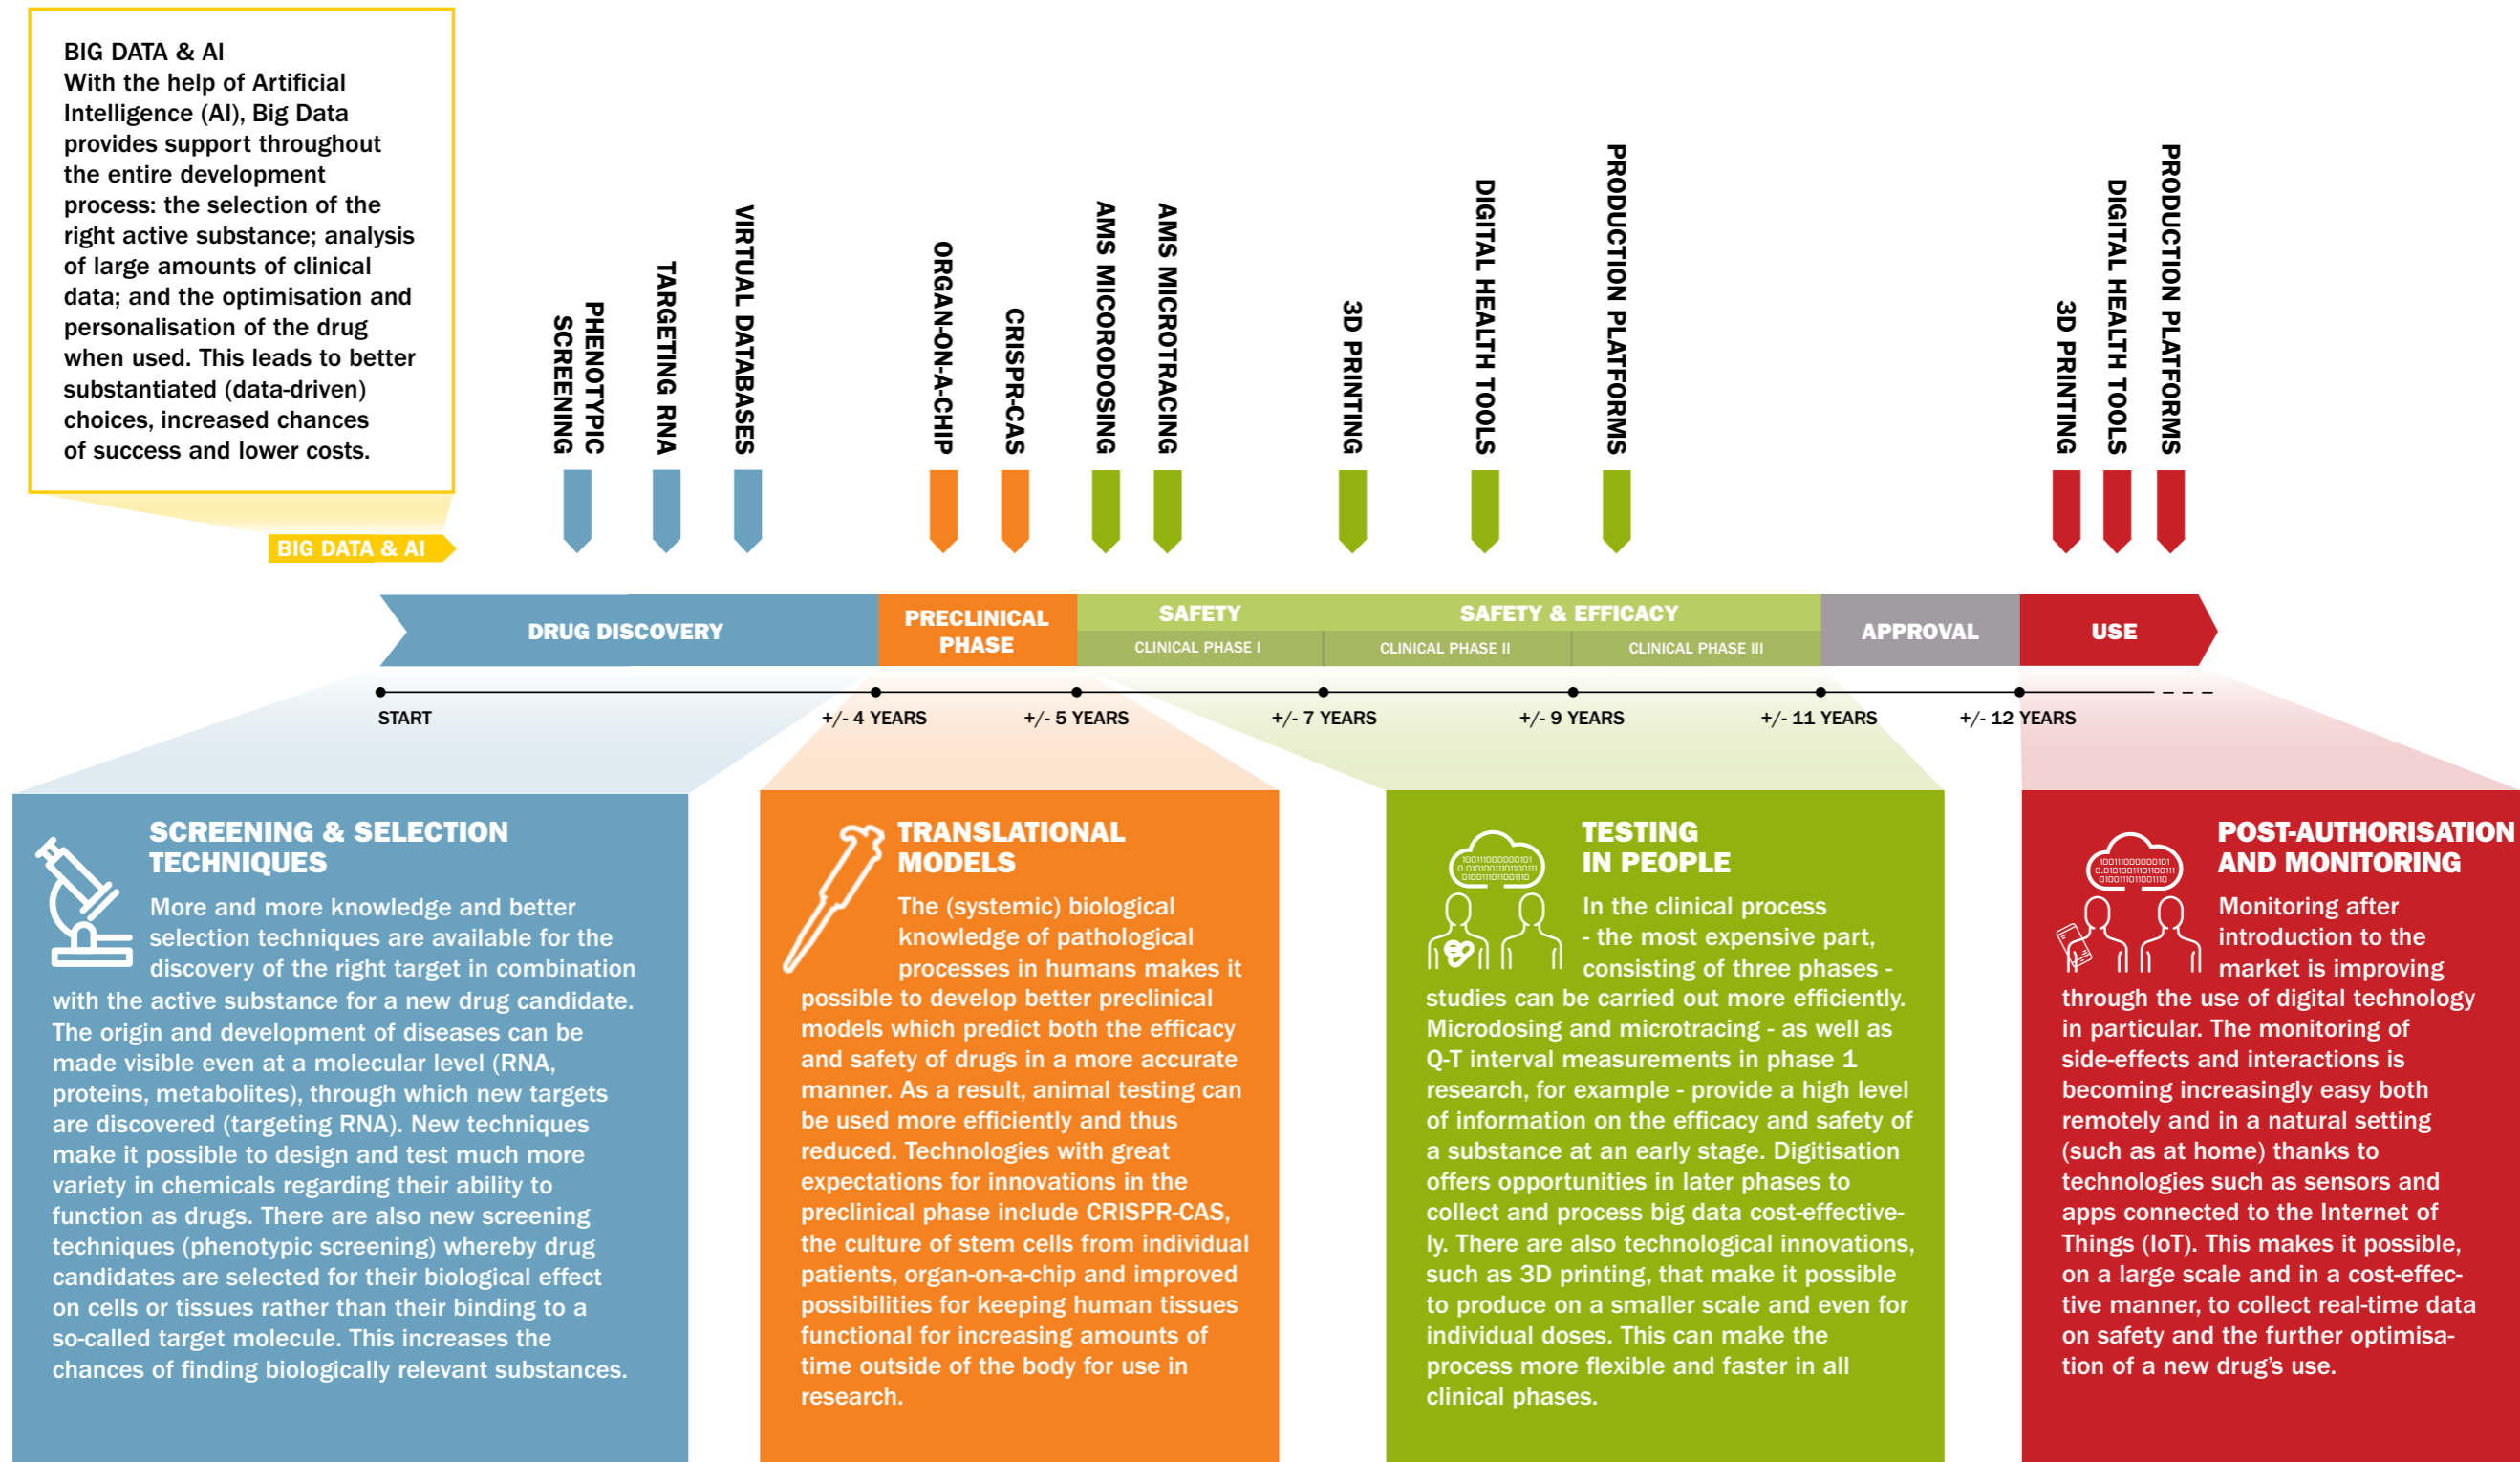 BIG DATA & AI
With the help of Artificial
Intelligence (AI), Big Data
provides support throughout
the entire development
process: the selection of the
right active substance; analysis
of large amounts of clinical
data; and the optimisation and
personalisation of the drug
when used. This leads to better
substantiated (data-driven)
choices, increased chances
of success and lower costs.
BIG DATA & AI
PHENOTYPIC
SCREENING
TARGETING RNA
VIRTUAL DATABASES
ORGAN-ON-A-CHIP
CRISPR-CAS
AMS MICORODOSING
AMS MICROTRACING
3D PRINTING
DIGITAL HEALTH TOOLS
PRODUCTION PLATFORMS
3D PRINTING
DIGITAL HEALTH TOOLS
PRODUCTION PLATFORMS
DRUG DISCOVERY
PRECLINICAL
PHASE
SAFETY
CLINICAL PHASE I
SAFETY & EFFICACY
CLINICAL PHASE II
CLINICAL PHASE III
APPROVAL
USE
START
+/- 4 YEARS
+/- 5 YEARS
+/- 7 YEARS
+/- 9 YEARS
+/- 11 YEARS
+/- 12 YEARS
SCREENING & SELECTION
TECHNIQUES
More and more knowledge and better
selection techniques are available for the
discovery of the right target in combination
with the active substance for a new drug candidate.
The origin and development of diseases can be
made visible even at a molecular level (RNA,
proteins, metabolites), through which new targets
are discovered (targeting RNA). New techniques
make it possible to design and test much more
variety in chemicals regarding their ability to
function as drugs. There are also new screening
techniques (phenotypic screening) whereby drug
candidates are selected for their biological effect
on cells or tissues rather than their binding to a
so-called target molecule. This increases the
chances of finding biologically relevant substances.
TRANSLATIONAL
MODELS
The (systemic) biological
knowledge of pathological
processes in humans makes it
possible to develop better preclinical
models which predict both the efficacy
and safety of drugs in a more accurate
manner. As a result, animal testing can
be used more efficiently and thus
reduced. Technologies with great
expectations for innovations in the
preclinical phase include CRISPR-CAS,
the culture of stem cells from individual
patients, organ-on-a-chip and improved
possibilities for keeping human tissues
functional for increasing amounts of
time outside of the body for use in
research.
100111000000101
0.0101001110110011
010011101100111​0
TESTING
IN PEOPLE
In the clinical process
- the most expensive part,
consisting of three phases -
studies can be carried out more efficiently.
Microdosing and microtracing - as well as
Q-T interval measurements in phase 1
research, for example - provide a high level
of information on the efficacy and safety of
a substance at an early stage. Digitisation
offers opportunities in later phases to
collect and process big data cost-effective-
ly. There are also technological innovations,
such as 3D printing, that make it possible
to produce on a smaller scale and even for
individual doses. This can make the
process more flexible and faster in all
clinical phases.
POST-AUTHORISATION
AND MONITORING
Monitoring after
introduction to the
market is improving
through the use of digital technology
in particular. The monitoring of
side-effects and interactions is
becoming increasingly easy both
remotely and in a natural setting
(such as at home) thanks to
technologies such as sensors and
apps connected to the Internet of
Things (IoT). This makes it possible,
on a large scale and in a cost-effec-
tive manner, to collect real-time data
on safety and the further optimisa-
tion of a new drug's use.